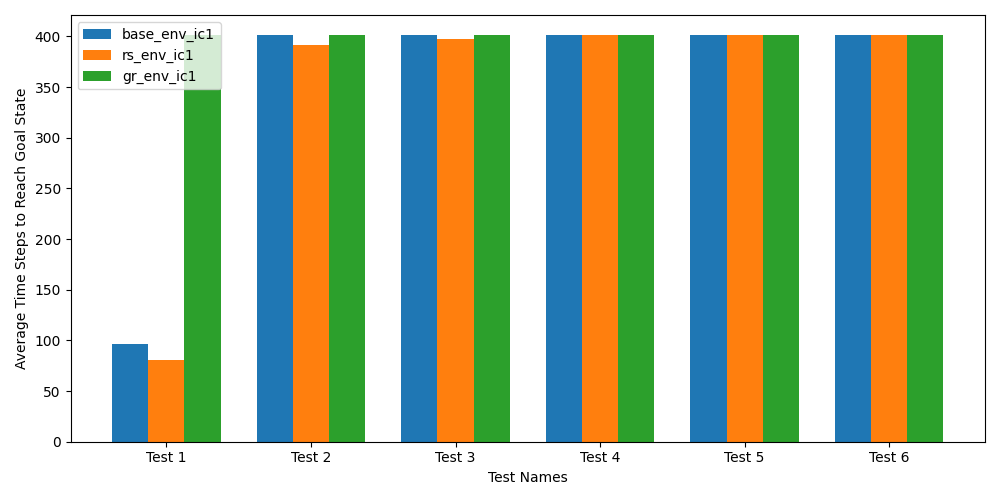 base_env_ic1
rs_env_ic1
gr_env_ic1
Average Time Steps to Reach Goal State
400
350
300
250
200
150
100
50
0
Test 1 Test 2 Test 3 Test 4 Test 5 Test 6
Test Names